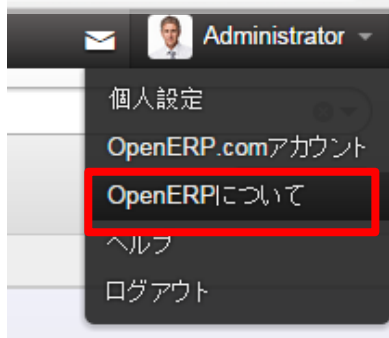 Administrator
個人設定
OpenERP.comアカウント
OpenERPについて
ヘルプ
ログアウト